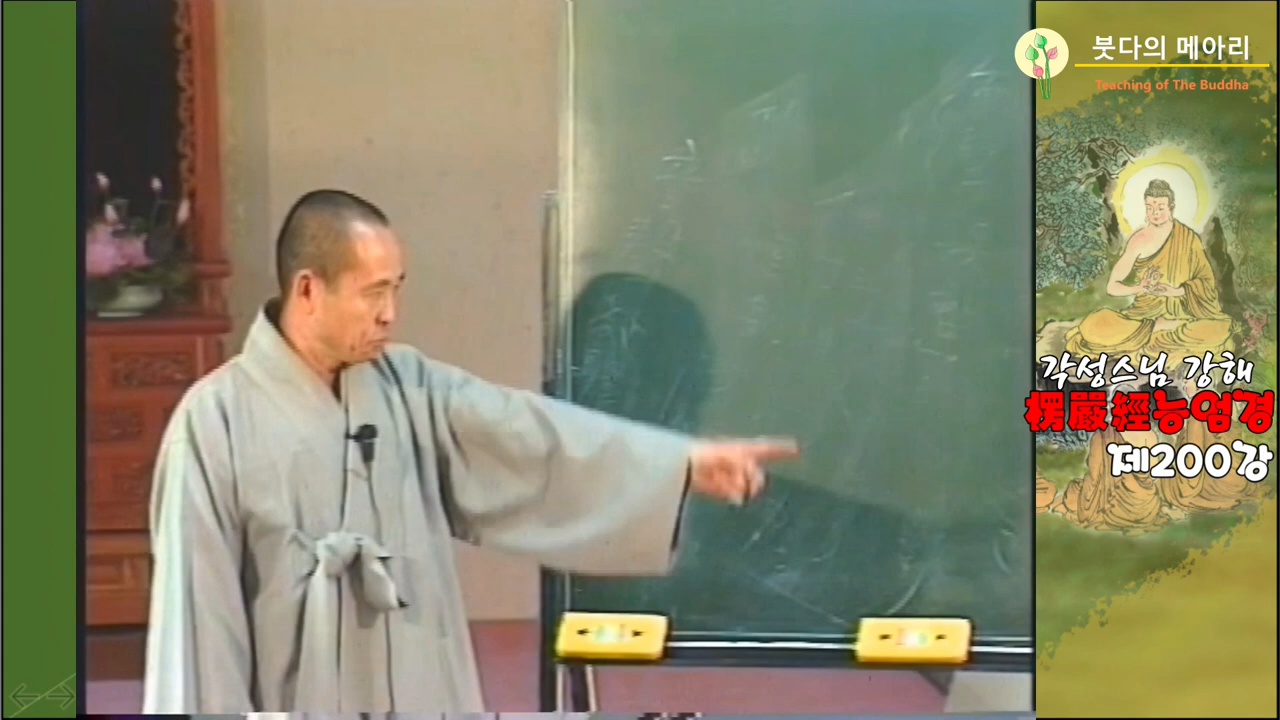 붓다의 메아리
Teaching of The Buddha
각성스님 강해
楞嚴經능엄경
제200강